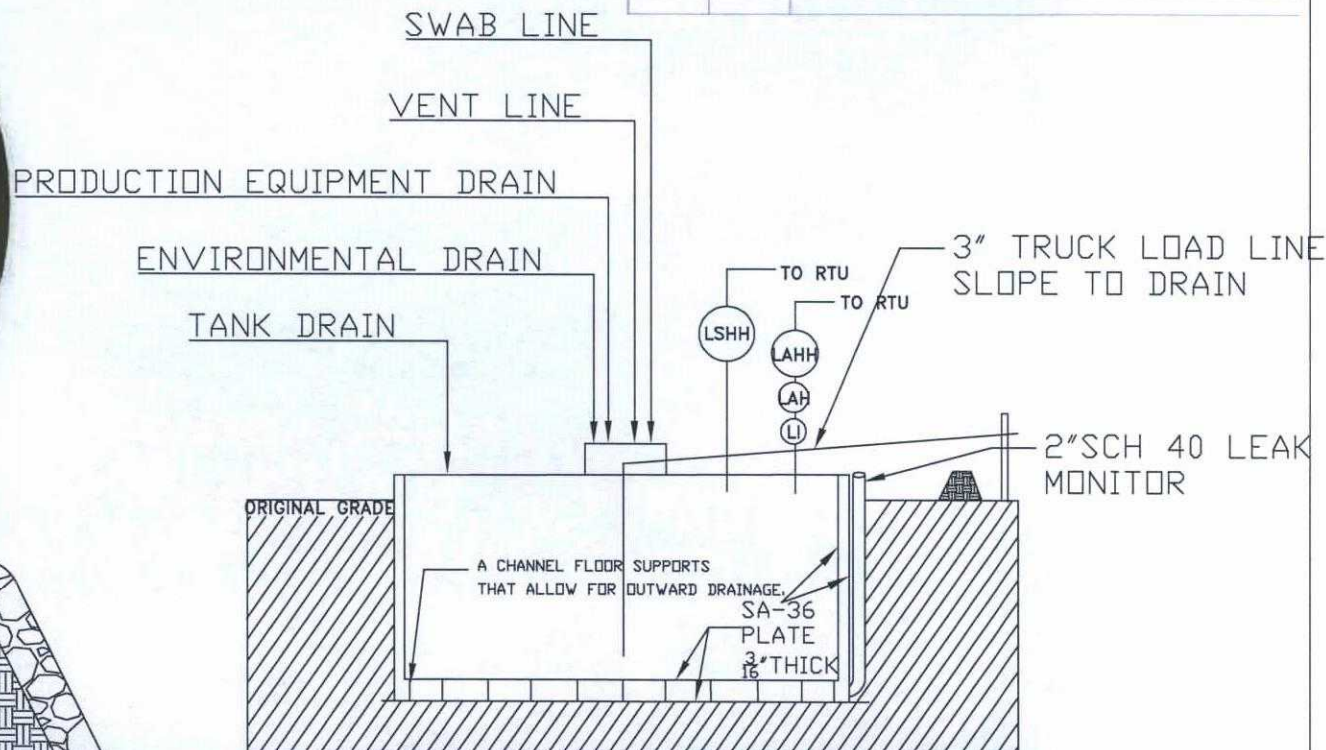 SWAB LINE
VENT LINE
PRODUCTION EQUIPMENT DRAIN
ENVIRONMENTAL DRAIN
TANK DRAIN
TO RTU
TO RTU
3" TRUCK LOAD LINE
SLOPE TO DRAIN
LSHH
LAHH
LAH
LI
2"SCH 40 LEAK
MONITOR
ORIGINAL GRADE
A CHANNEL FLOOR SUPPORTS
THAT ALLOW FOR OUTWARD DRAINAGE.
SA-36
PLATE
3/16"THICK